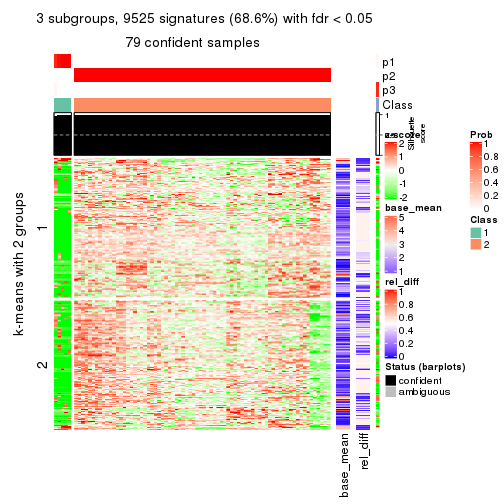 3 subgroups, 9525 signatures (68.6%) with fdr < 0.05
79 confident samples
p1
p2
p3
Class
1
Silhouette
score
k-means with 2 groups
1
2
z-score
2
1
0
-2
base_mean
5
4
3
2
1
rel_diff
1
0.8
0.6
0.4
0.2
0
Status (barplots)
confident
ambiguous
Prob
1
0.8
0.6
0.4
0.2
0
Class
1
2
base_mean
rel_diff